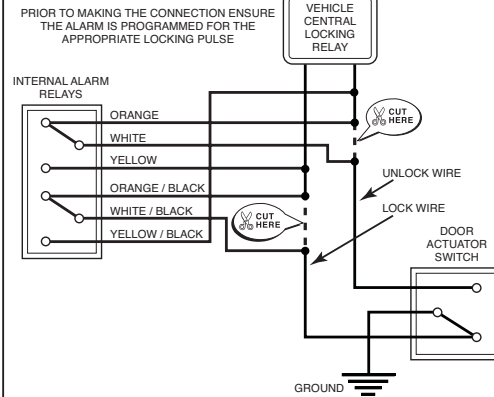 PRIOR TO MAKING THE CONNECTION ENSURE
THE ALARM IS PROGRAMMED FOR THE
APPROPRIATE LOCKING PULSE
VEHICLE
CENTRAL
LOCKING
RELAY
INTERNAL ALARM
RELAYS
ORANGE
WHITE
YELLOW
ORANGE / BLACK
WHITE / BLACK
YELLOW / BLACK
CUT
HERE
CUT
HERE
UNLOCK WIRE
LOCK WIRE
DOOR
ACTUATOR
SWITCH
GROUND